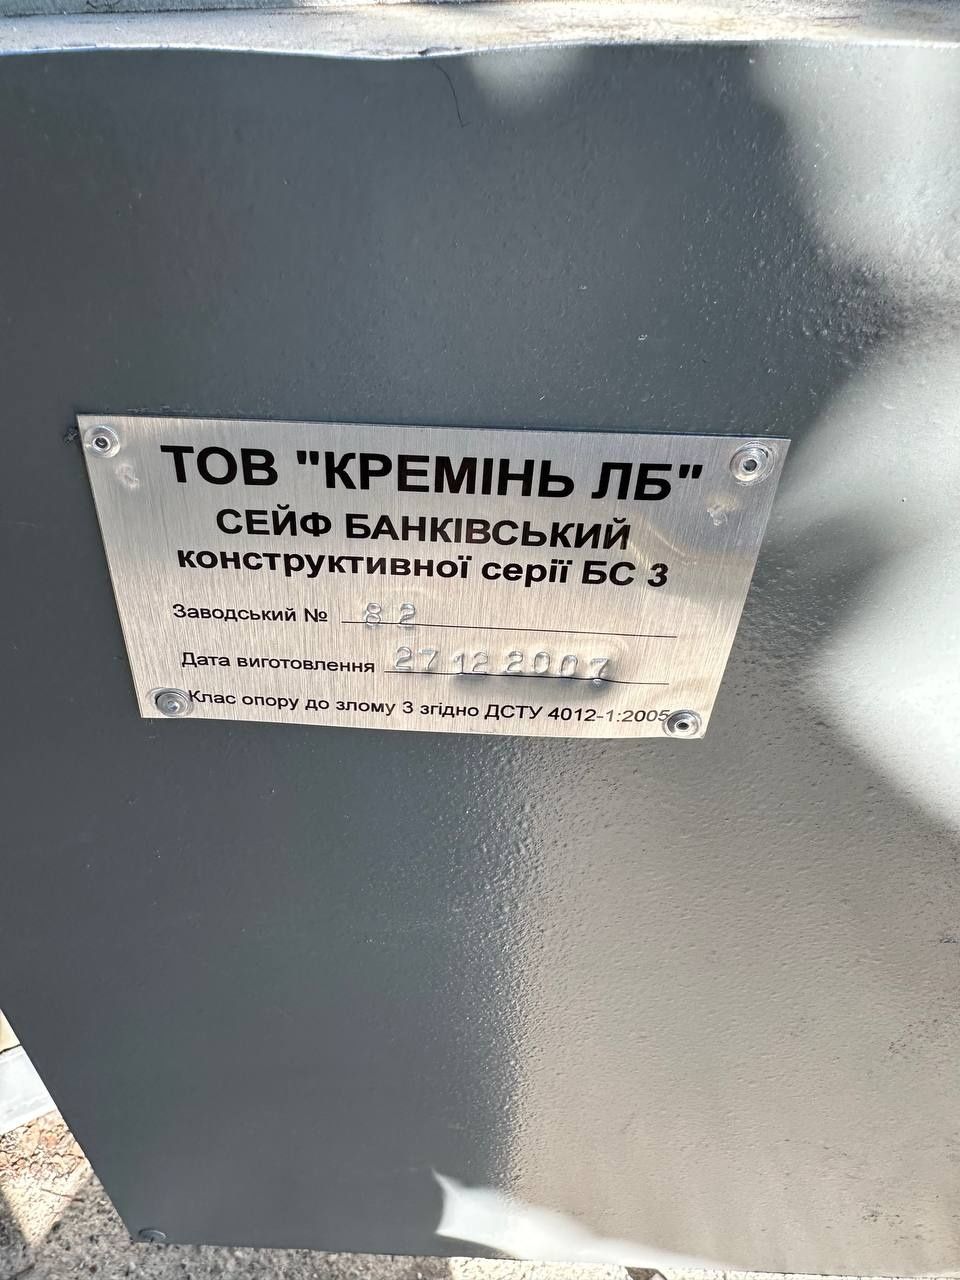 ТОВ "КРЕМІНЬ ЛБ"
СЕЙФ БАНКІВСЬКИЙ
конструктивної серії БС 3
Заводський № 82
Дата виготовлення 27 12 2007
Клас опору до злому 3 згідно ДСТУ 4012-1:2005